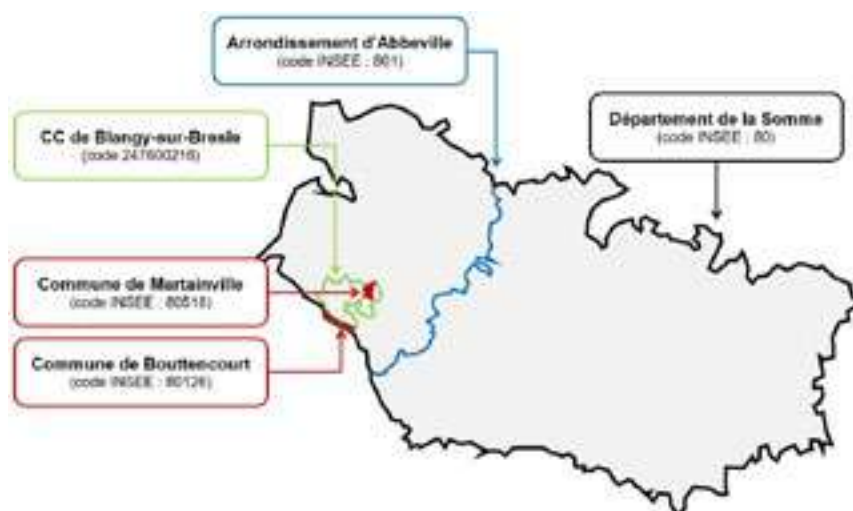 Arrondissement d'Abbeville
(code INSEE : 801)
Département de la Somme
(code INSEE : 80)
CC de Blangy-sur-Bresle
(code 247600216)
Commune de Martainville
(code INSEE : 80518)
Commune de Bouttencourt
(code INSEE : 80126)